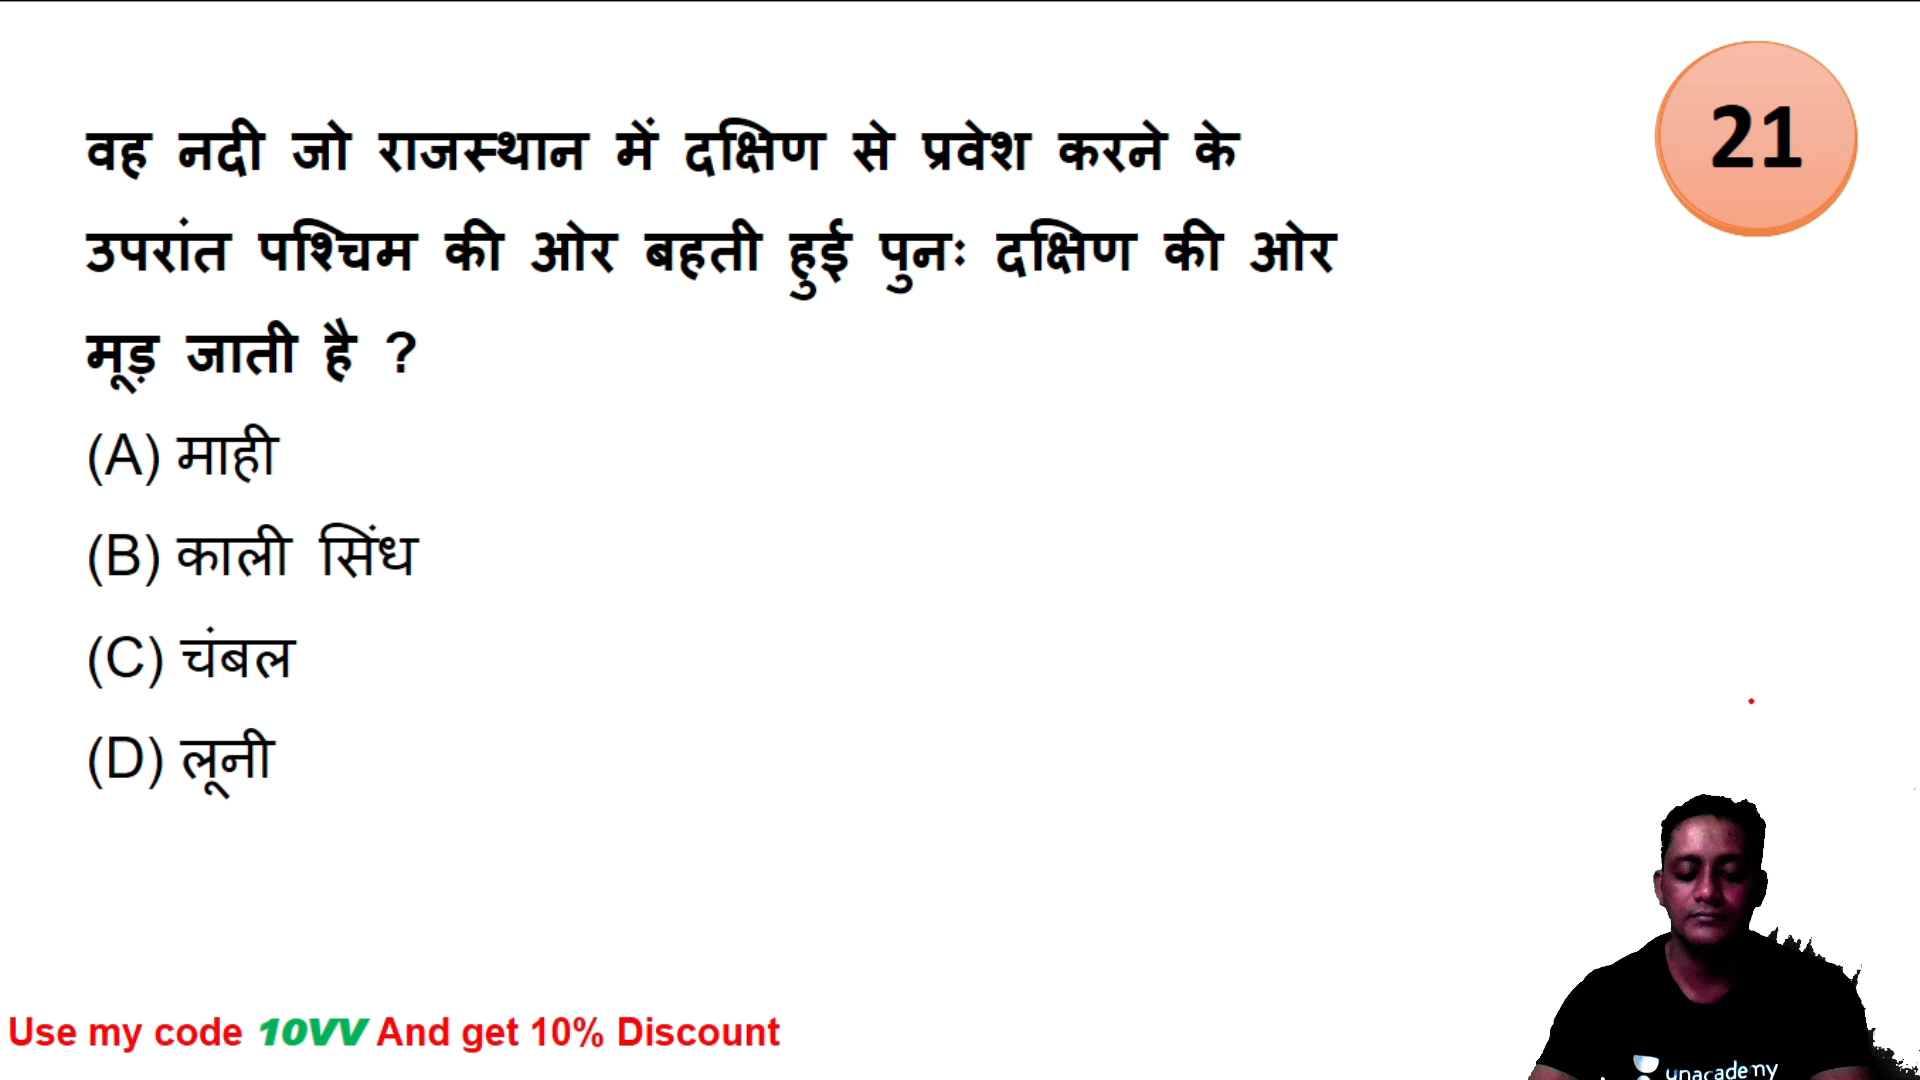 21
वह नदी जो राजस्थान में दक्षिण से प्रवेश करने के
उपरांत पश्चिम की ओर बहती हुई पुनः दक्षिण की ओर
मूड़ जाती है ?
(A) माही
(B) काली सिंध
(C) चंबल
(D) लूनी
unacademy
Use my code 10VV And get 10% Discount